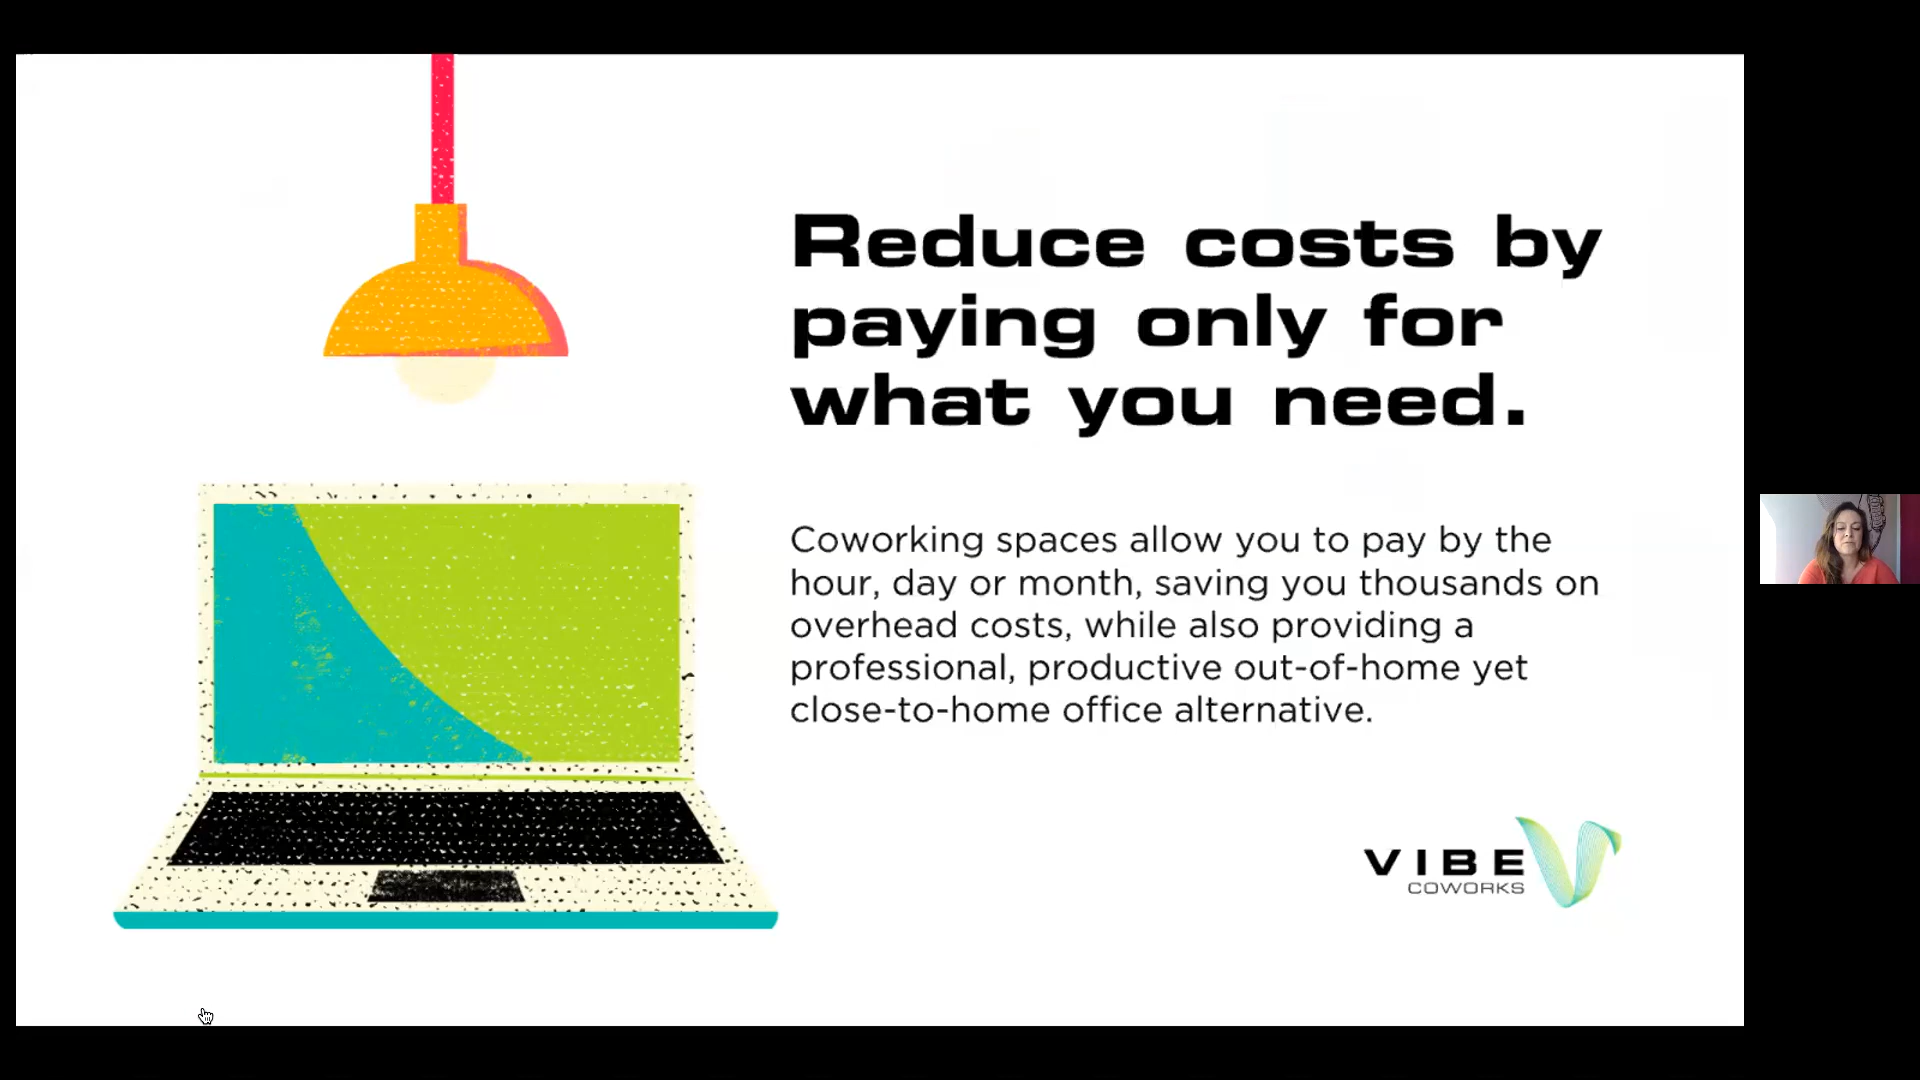 Reduce costs by
paying only for
what you need.
Coworking spaces allow you to pay by the
hour, day or month, saving you thousands on
overhead costs, while also providing a
professional, productive out-of-home yet
close-to-home office alternative.
VIBE
COWORKS